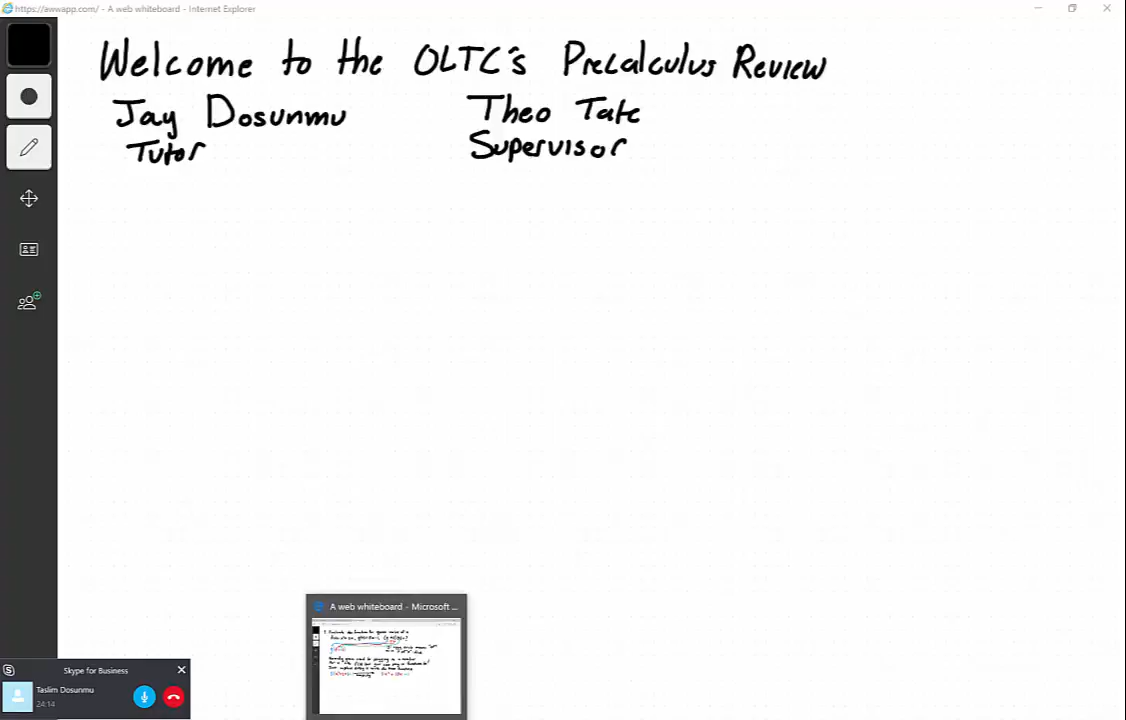 https://awwapp.com/ - A web whiteboard - Internet Explorer
Welcome to the OLTC's Precalculus Review
Jay Dosunmu Theo Tate
Tutor Supervisor
A web whiteboard - Microsoft ...
Skype for Business
Taslim Dosunmu
24:14